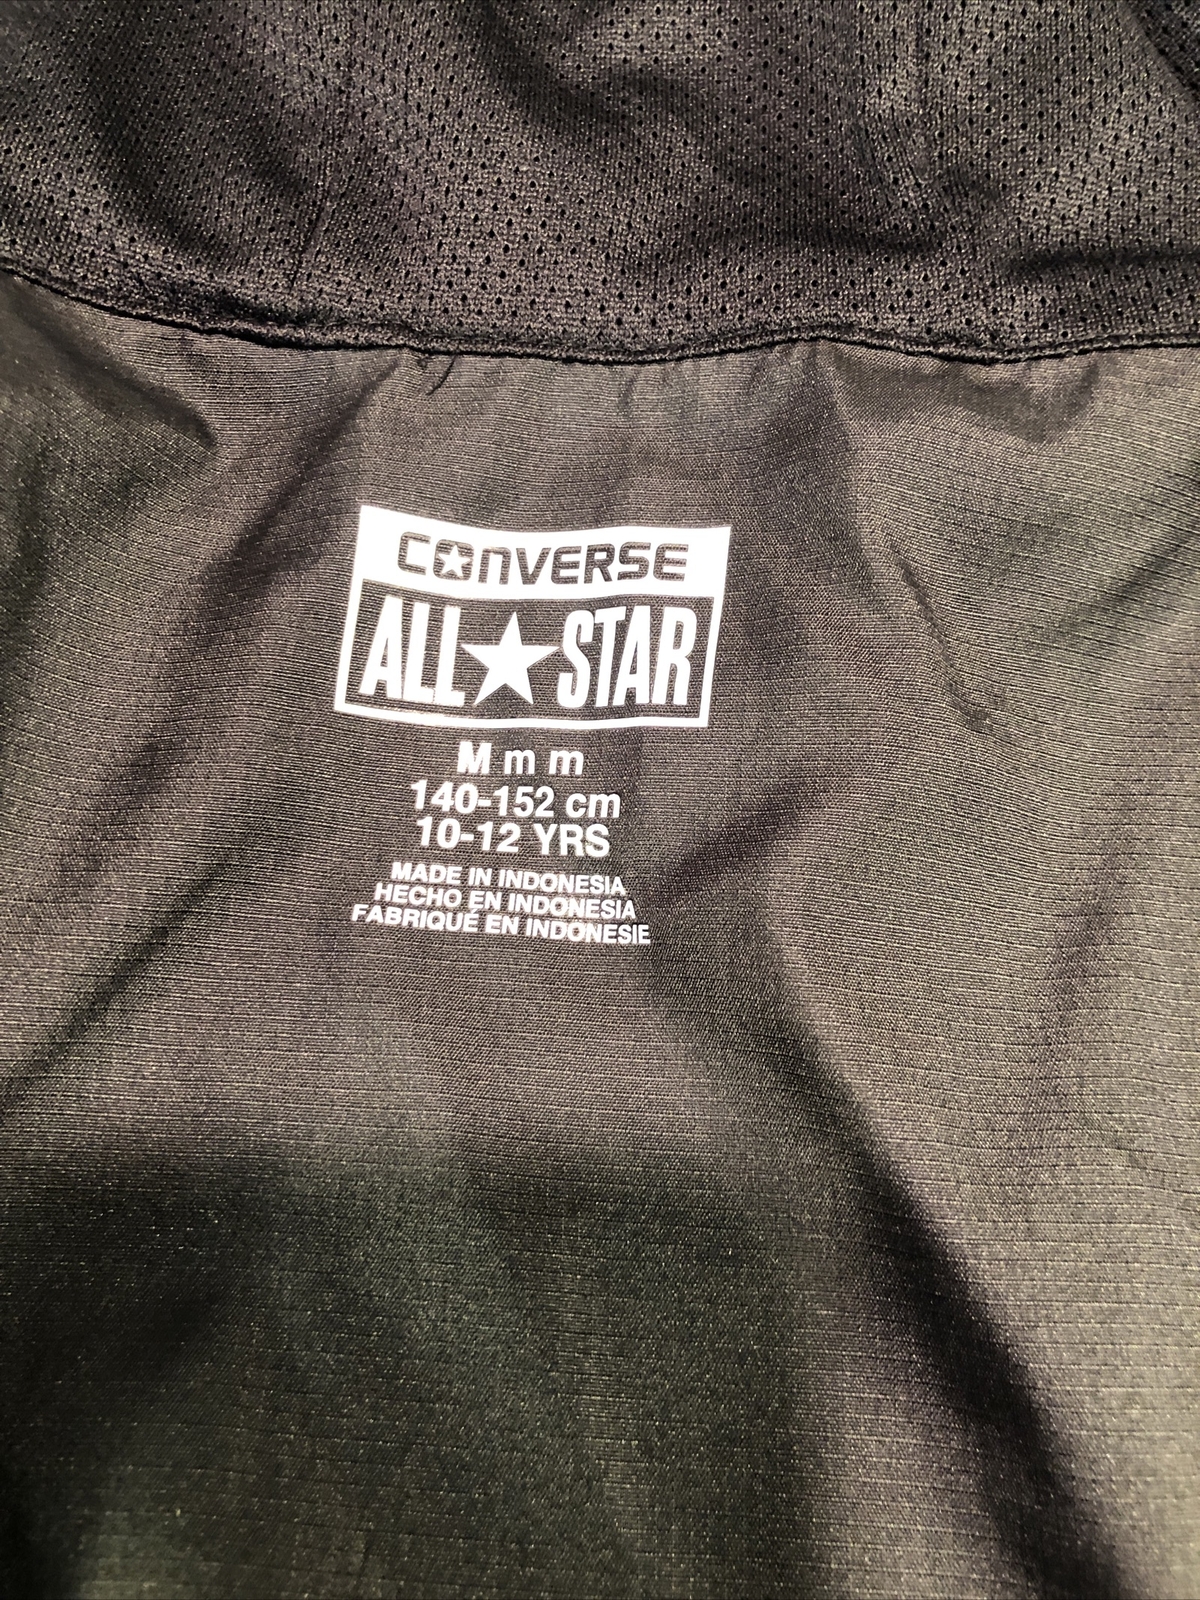 CONVERSE
ALL★STAR
M m m
140-152 cm
10-12 YRS
MADE IN INDONESIA
HECHO EN INDONESIA
FABRIQUÉ EN INDONESIE